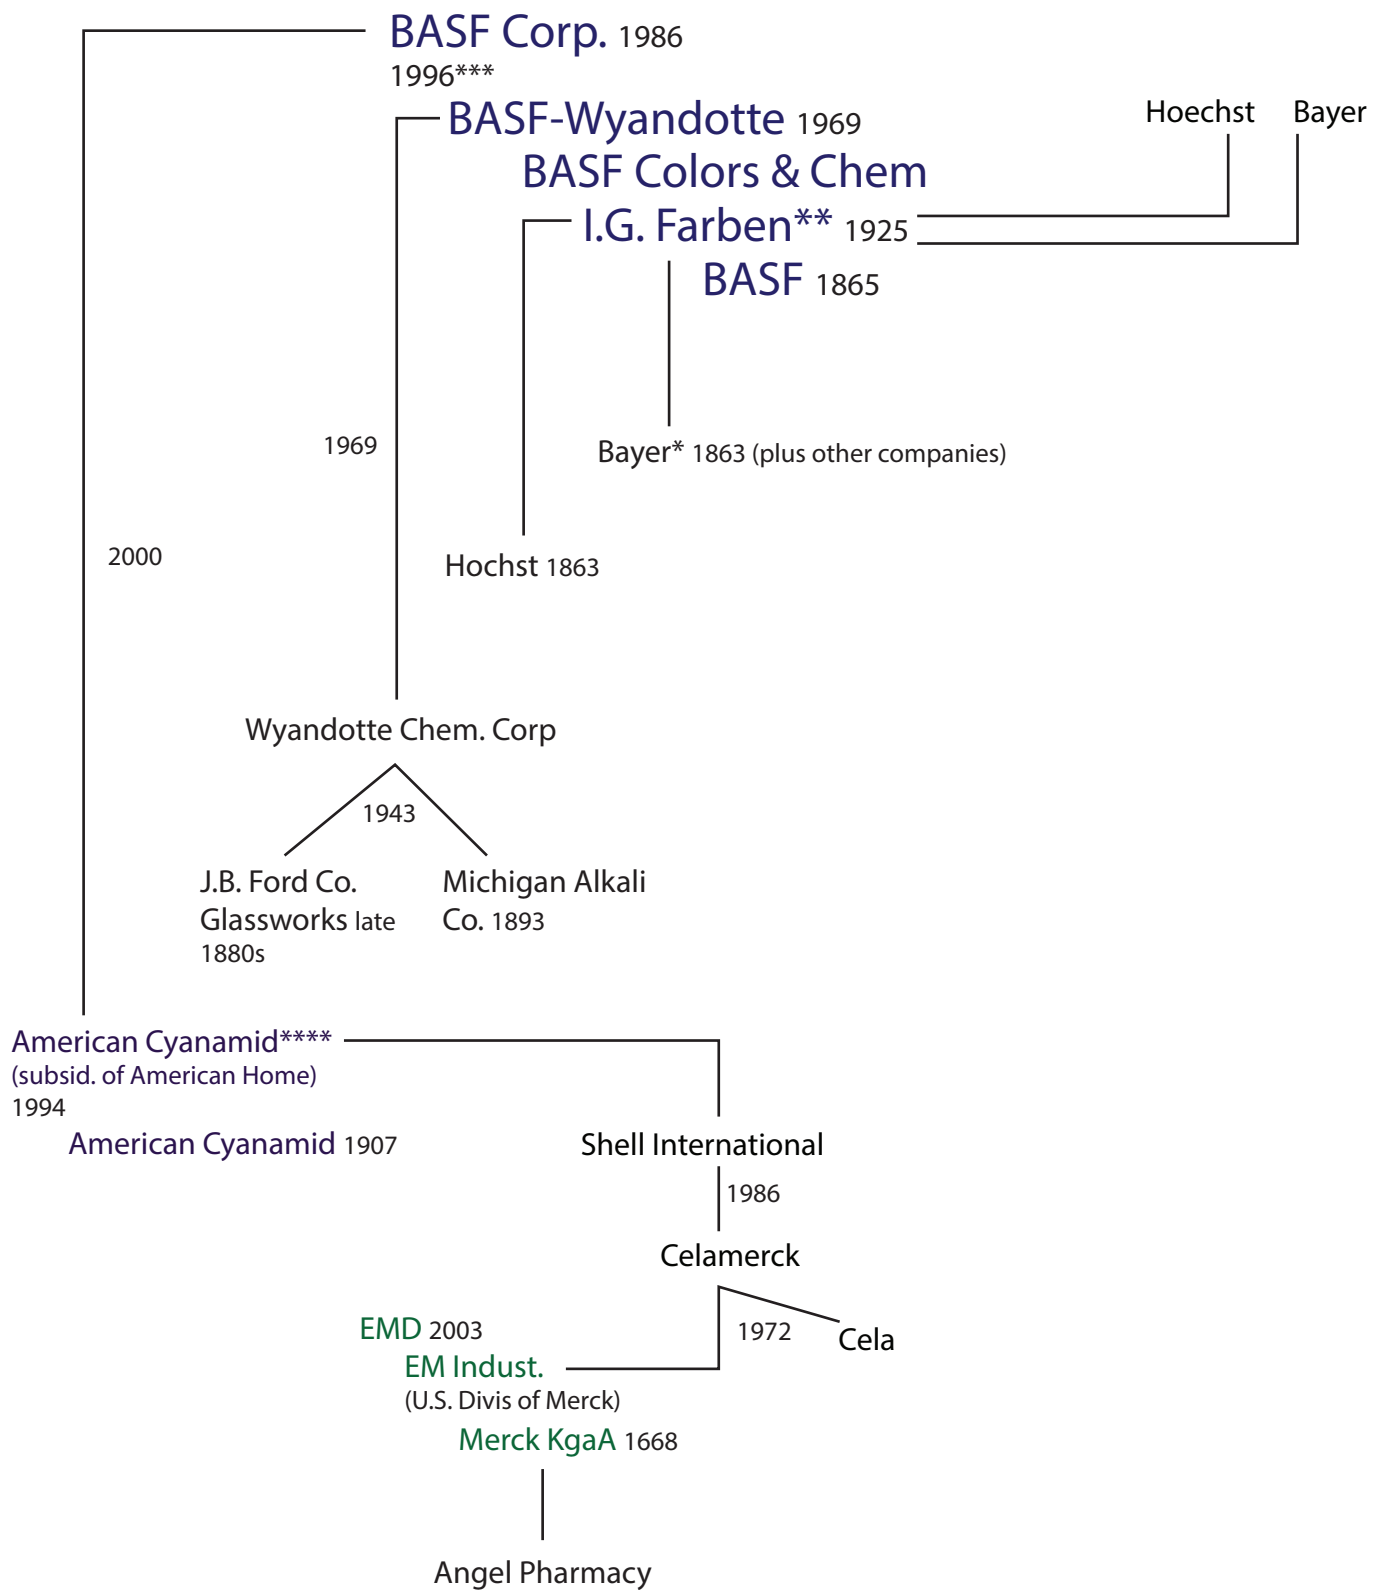 BASF Corp. 1986
1996***
BASF-Wyandotte 1969
Hoechst
Bayer
BASF Colors & Chem
I.G. Farben** 1925
BASF 1865
1969
Bayer* 1863 (plus other companies)
2000
Hochst 1863
Wyandotte Chem. Corp
1943
J.B. Ford Co.
Glassworks late
1880s
Michigan Alkali
Co. 1893
American Cyanamid****
(subsid. of American Home)
1994
American Cyanamid 1907
Shell International
1986
Celamerck
1972
Cela
EMD 2003
EM Indust.
(U.S. Divis of Merck)
Merck KgaA 1668
Angel Pharmacy